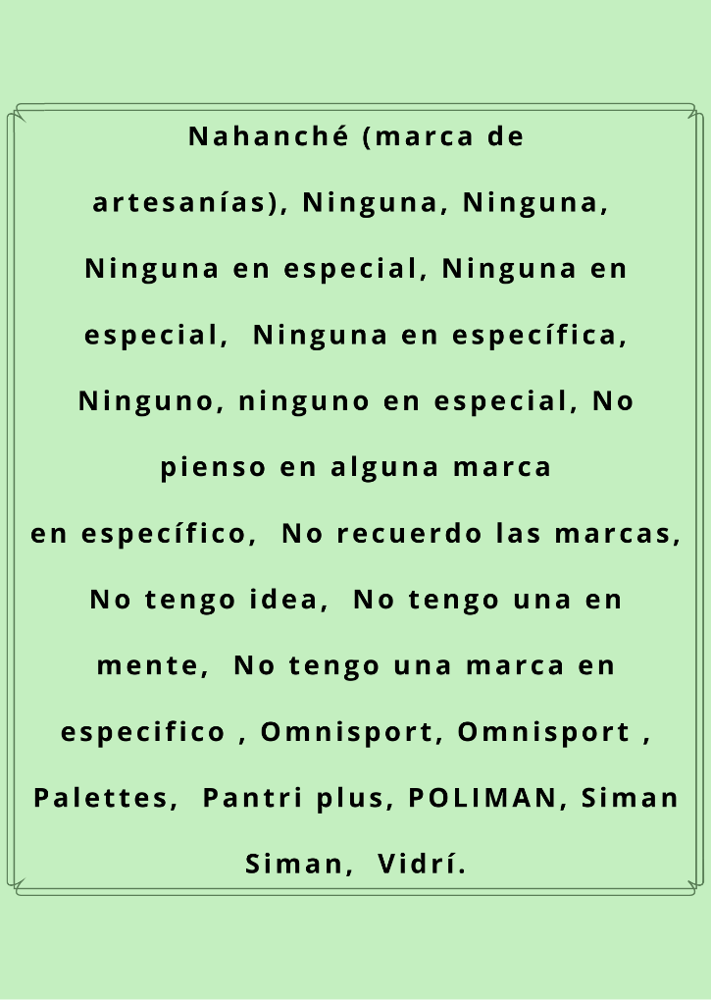 Nahanché (marca de
artesanías), Ninguna, Ninguna,
Ninguna en especial, Ninguna en
especial,  Ninguna en específica,
Ninguno, ninguno en especial, No
pienso en alguna marca
en específico,  No recuerdo las marcas,
No tengo idea,  No tengo una en
mente,  No tengo una marca en
especifico , Omnisport, Omnisport ,
Palettes,  Pantri plus, POLIMAN, Siman
Siman,  Vidrí.